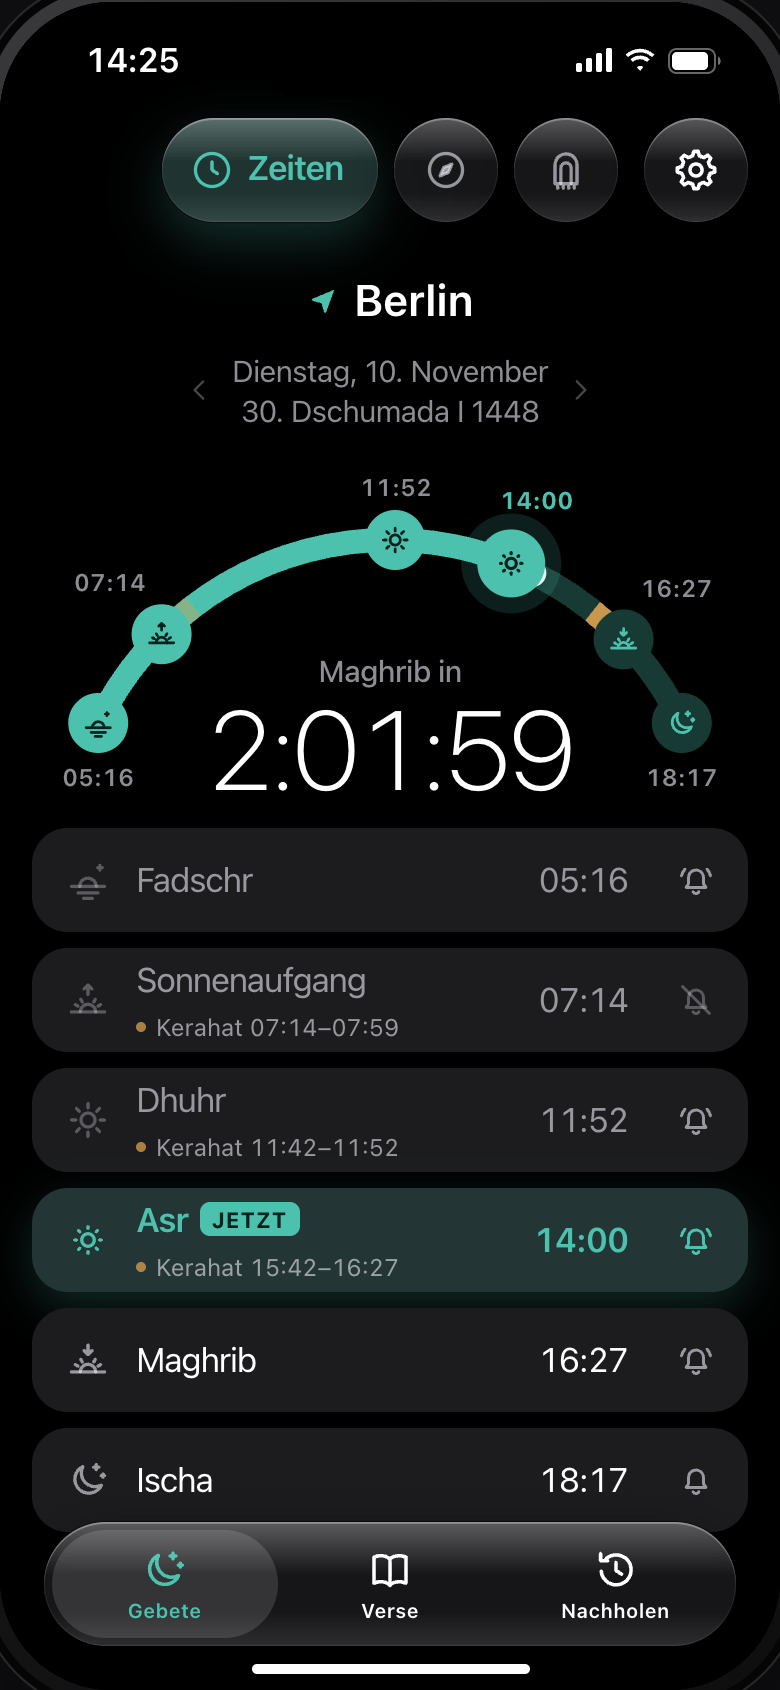 14:25
Zeiten
Berlin
Dienstag, 10. November
30. Dschumada I 1448
11:52
14:00
07:14
16:27
Maghrib in
2:01:59
05:16
18:17
Fadschr 05:16
Sonnenaufgang 07:14
Kerahat 07:14–07:59
Dhuhr 11:52
Kerahat 11:42–11:52
Asr JETZT 14:00
Kerahat 15:42–16:27
Maghrib 16:27
Ischa 18:17
Gebete Verse Nachholen